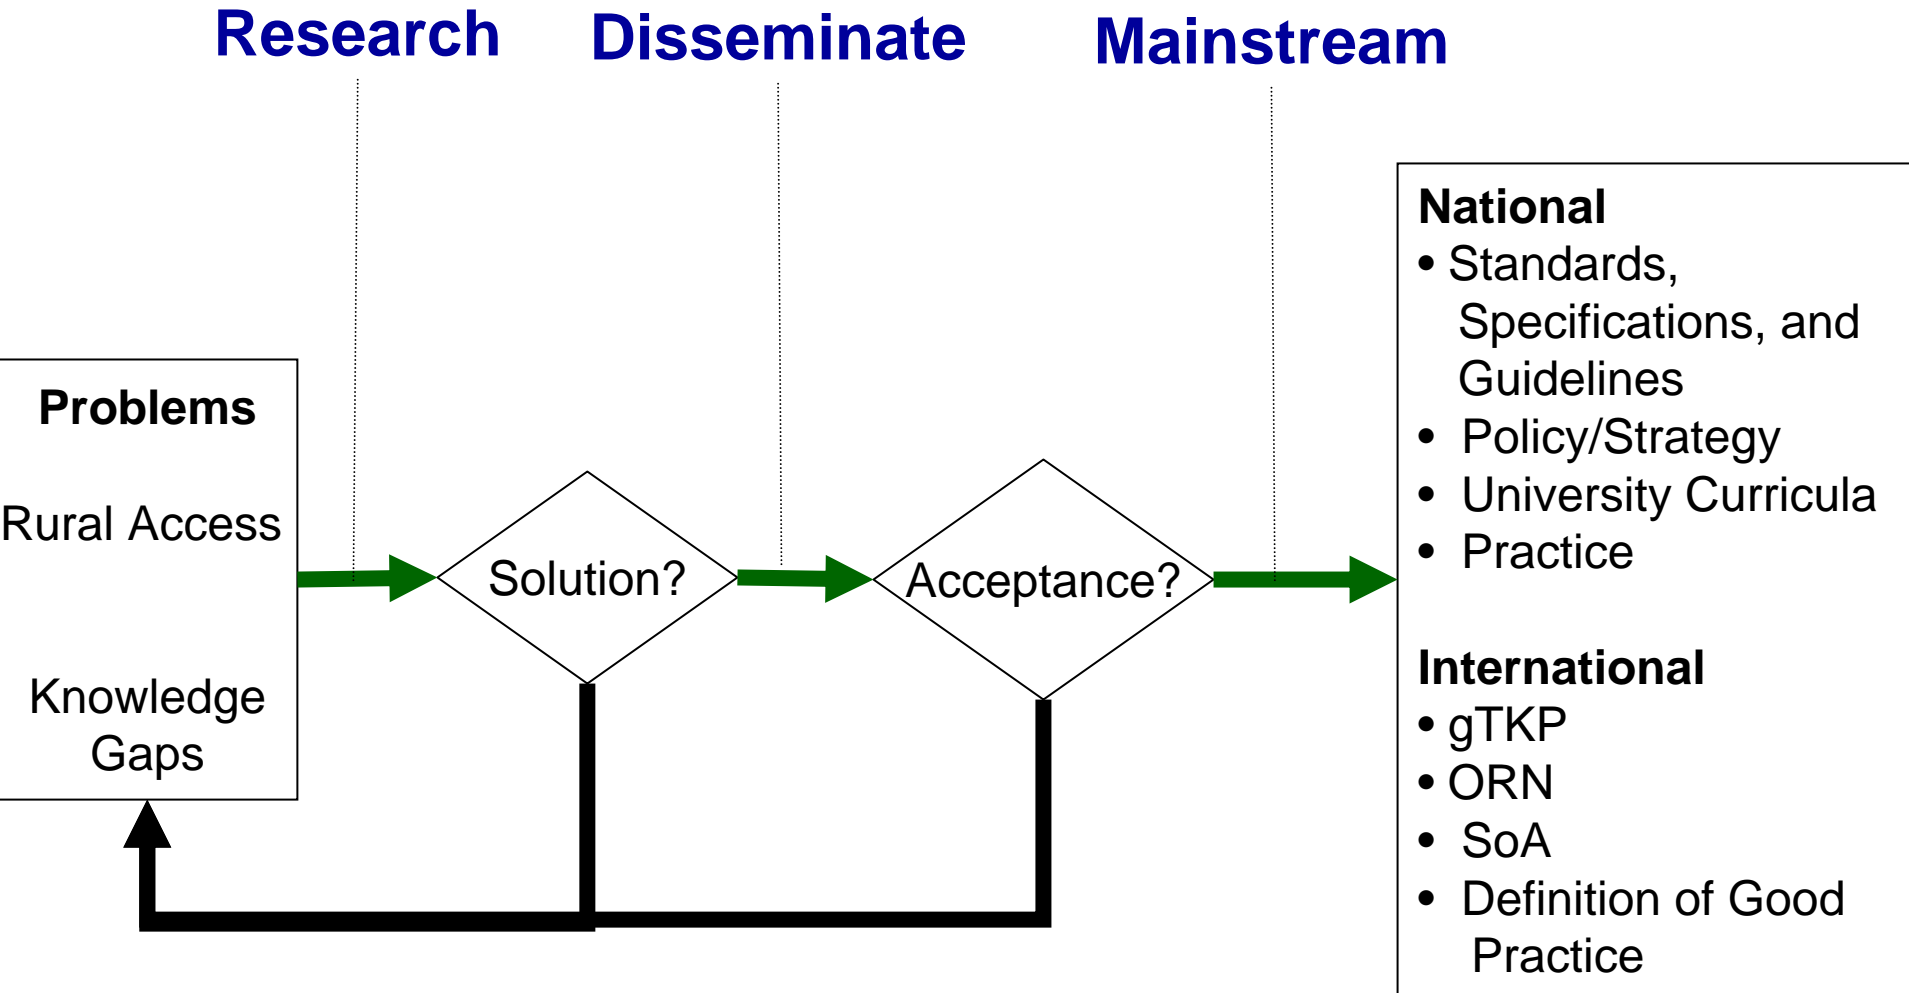 Research
Disseminate
Mainstream
Problems
Rural Access
Knowledge
Gaps
Solution?
Acceptance?
National
• Standards,
Specifications, and
Guidelines
• Policy/Strategy
• University Curricula
• Practice
International
• gTKP
• ORN
• SoA
• Definition of Good
Practice